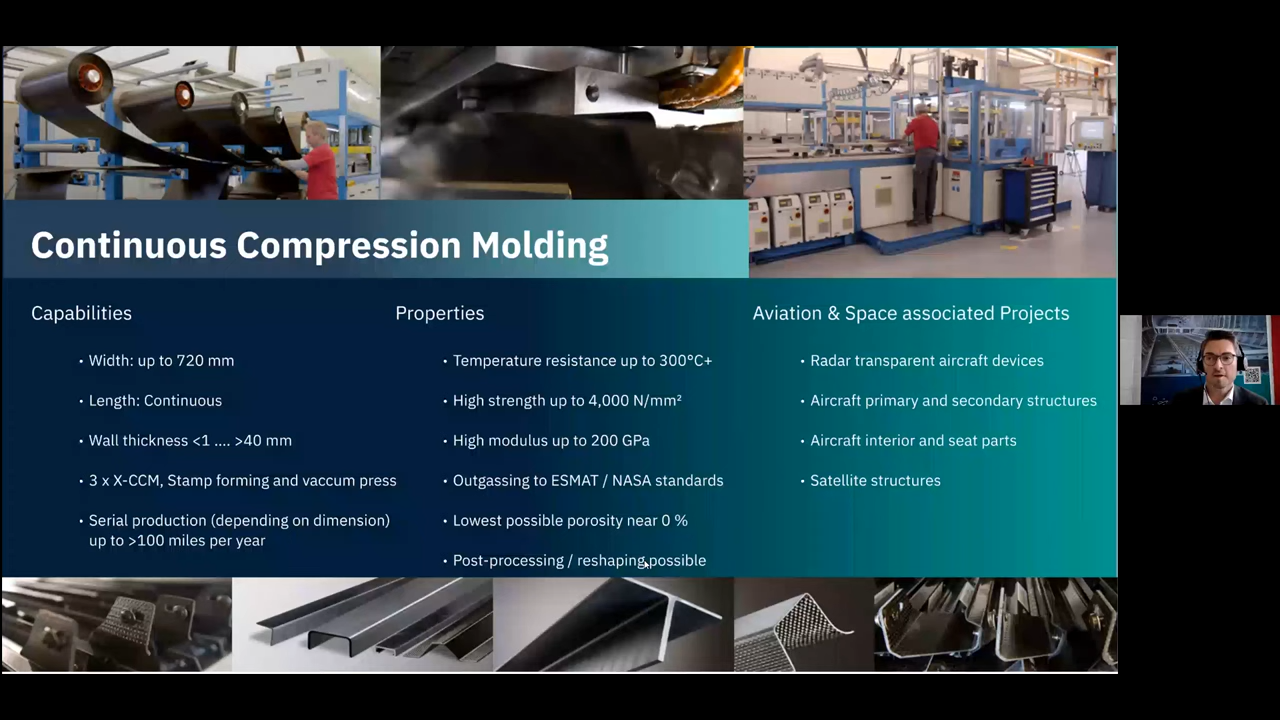 Continuous Compression Molding
Capabilities
Width: up to 720 mm
Length: Continuous
Wall thickness <1 .... >40 mm
3 x X-CCM, Stamp forming and vaccum press
Serial production (depending on dimension)
up to >100 miles per year
Properties
Temperature resistance up to 300°C+
High strength up to 4,000 N/mm²
High modulus up to 200 GPa
Outgassing to ESMAT / NASA standards
Lowest possible porosity near 0 %
Post-processing / reshaping possible
Aviation & Space associated Projects
Radar transparent aircraft devices
Aircraft primary and secondary structures
Aircraft interior and seat parts
Satellite structures